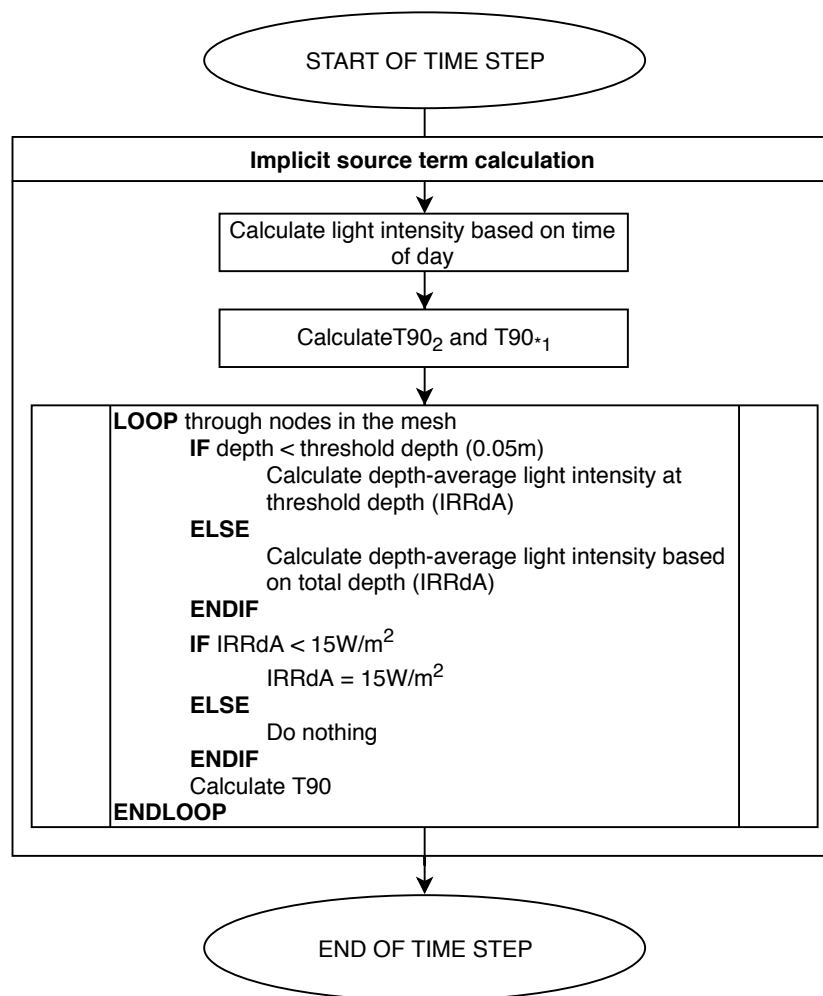 START OF TIME STEP
Implicit source term calculation
Calculate light intensity based on time
of day
CalculateT90₂ and T90*₁
LOOP through nodes in the mesh
IF depth < threshold depth (0.05m)
Calculate depth-average light intensity at
threshold depth (IRRdA)
ELSE
Calculate depth-average light intensity based
on total depth (IRRdA)
ENDIF
IF IRRdA < 15W/m²
IRRdA = 15W/m²
ELSE
Do nothing
ENDIF
Calculate T90
ENDLOOP
END OF TIME STEP